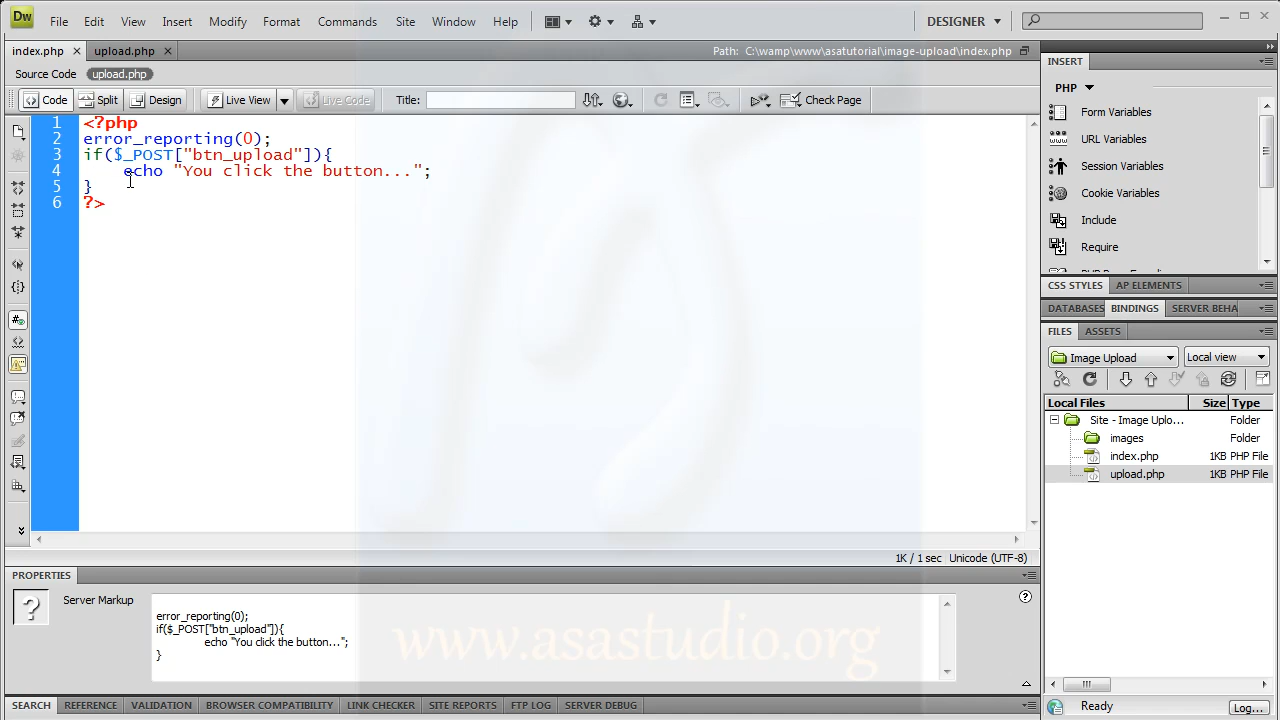 Dw File Edit View Insert Modify Format Commands Site Window Help DESIGNER
index.php upload.php Path: C:\wamp\www\asatutorial\image-upload\index.php
Source Code upload.php
Code Split Design Live View Live Code Title: Check Page
1 <?php
2 error_reporting(0);
3 if($_POST["btn_upload"]){
4 echo "You click the button...";
5 }
6 ?>
1K / 1 sec Unicode (UTF-8)
PROPERTIES
? Server Markup
error_reporting(0);
if($_POST["btn_upload"]){
echo "You click the button...";
}
www.asastudio.org
SEARCH REFERENCE VALIDATION BROWSER COMPATIBILITY LINK CHECKER SITE REPORTS FTP LOG SERVER DEBUG
INSERT
PHP
Form Variables
URL Variables
Session Variables
Cookie Variables
Include
Require
CSS STYLES AP ELEMENTS
DATABASES BINDINGS SERVER BEHA
FILES ASSETS
Image Upload Local view
Local Files Size Type
Site - Image Uplo... Folder
images Folder
index.php 1KB PHP File
upload.php 1KB PHP File
Ready Log...